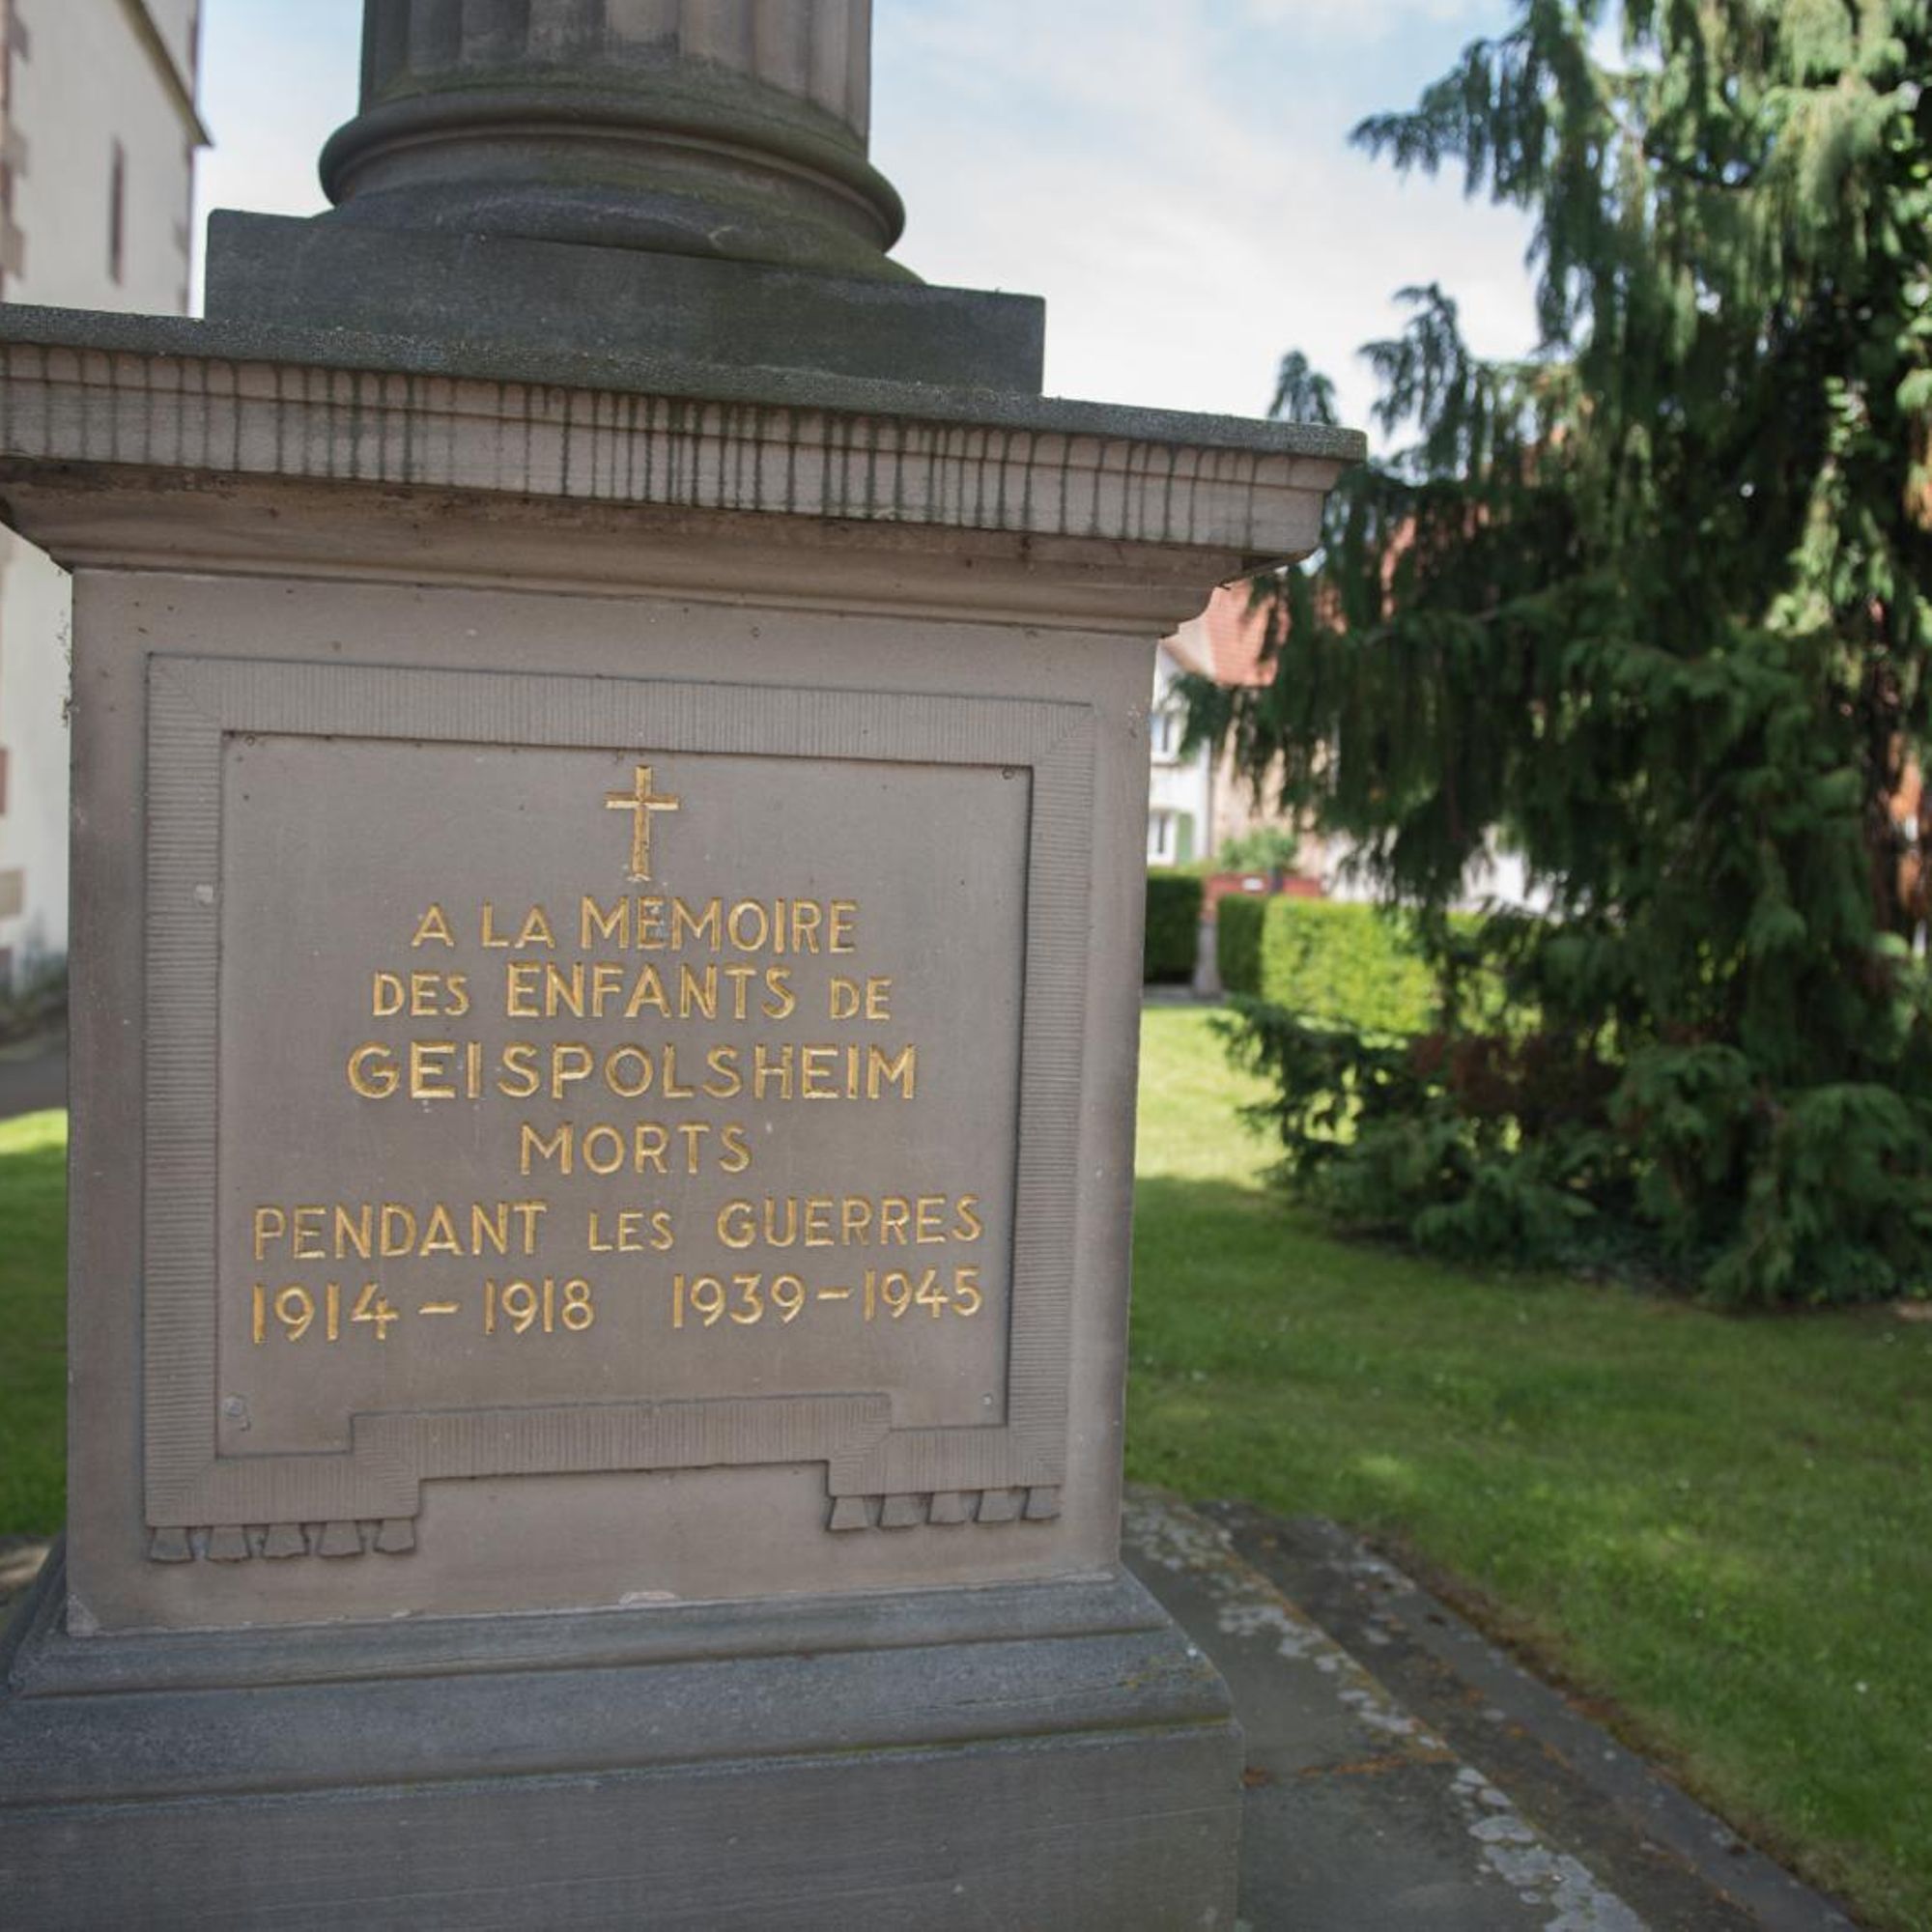 A LA MEMOIRE
DES ENFANTS DE
GEISPOLSHEIM
MORTS
PENDANT LES GUERRES
1914 - 1918 1939 - 1945